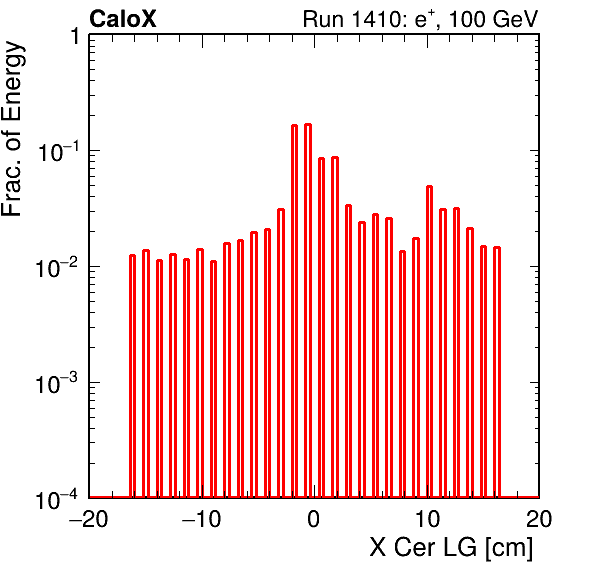 CaloX Run 1410: e⁺, 100 GeV
Frac. of Energy
1
10⁻¹
10⁻²
10⁻³
10⁻⁴
−20 −10 0 10 20
X Cer LG [cm]